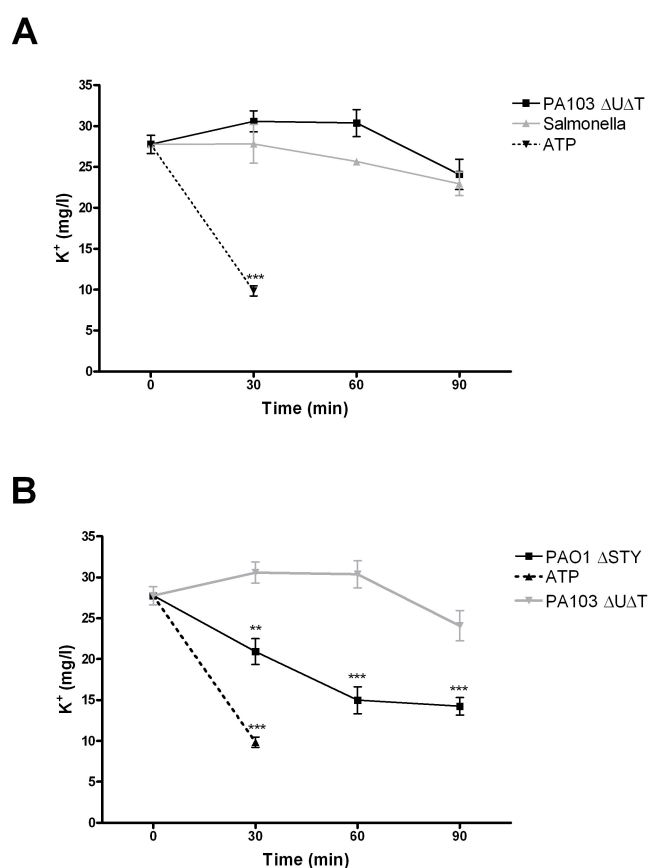 A
35
30
25
20
15
10
5
0
K+ (mg/l)
***
0 30 60 90
Time (min)
PA103 ΔUΔT
Salmonella
ATP
B
35
30
25
20
15
10
5
0
K+ (mg/l)
**
***
***
***
0 30 60 90
Time (min)
PAO1 ΔSTY
ATP
PA103 ΔUΔT